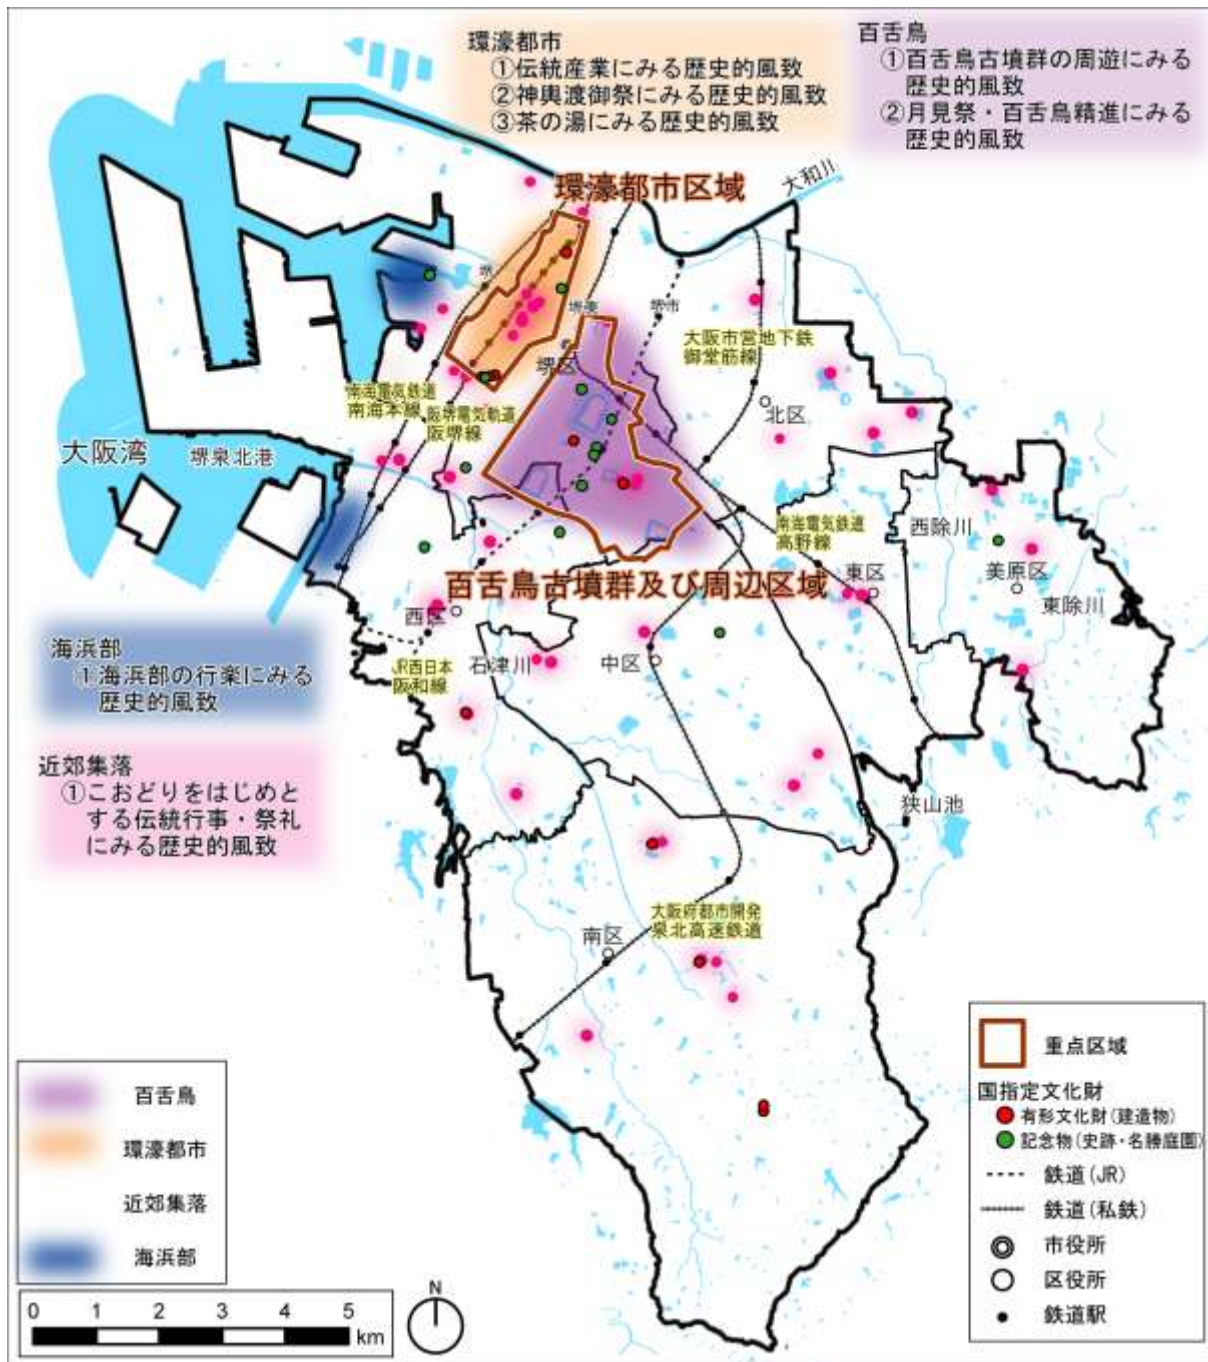 環濠都市
①伝統産業にみる歴史的風致
②神輿渡御祭にみる歴史的風致
③茶の湯にみる歴史的風致
百舌鳥
①百舌鳥古墳群の周遊にみる
歴史的風致
②月見祭・百舌鳥精進にみる
歴史的風致
環濠都市区域
大和川
堺
堺東
堺市
堺区
大阪市営地下鉄
御堂筋線
北区
南海電気鉄道
南海本線
阪堺電気軌道
阪堺線
大阪湾
堺泉北港
南海電気鉄道
高野線
西除川
美原区
東除川
東区
百舌鳥古墳群及び周辺区域
西区
石津川
中区
JR西日本
阪和線
海浜部
①海浜部の行楽にみる
歴史的風致
近郊集落
①こおどりをはじめと
する伝統行事・祭礼
にみる歴史的風致
狭山池
大阪府都市開発
泉北高速鉄道
南区
百舌鳥
環濠都市
近郊集落
海浜部
0 1 2 3 4 5
km
N
重点区域
国指定文化財
有形文化財(建造物)
記念物(史跡・名勝庭園)
鉄道(JR)
鉄道(私鉄)
市役所
区役所
鉄道駅